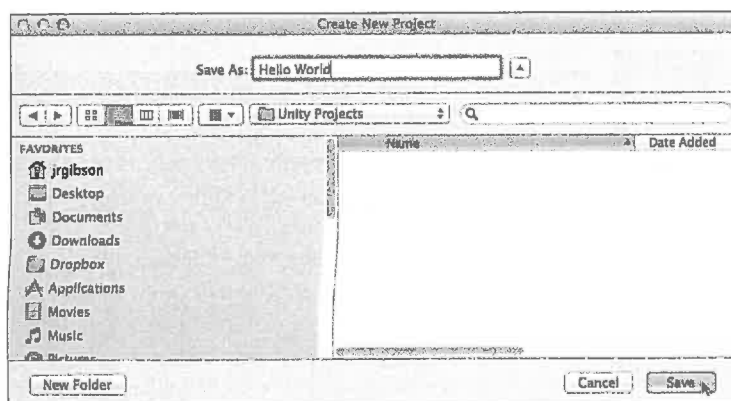 Create New Project
Save As: Hello World
Unity Projects
FAVORITES
Name
Date Added
jrgibson
Desktop
Documents
Downloads
Dropbox
Applications
Movies
Music
Pictures
New Folder
Cancel
Save